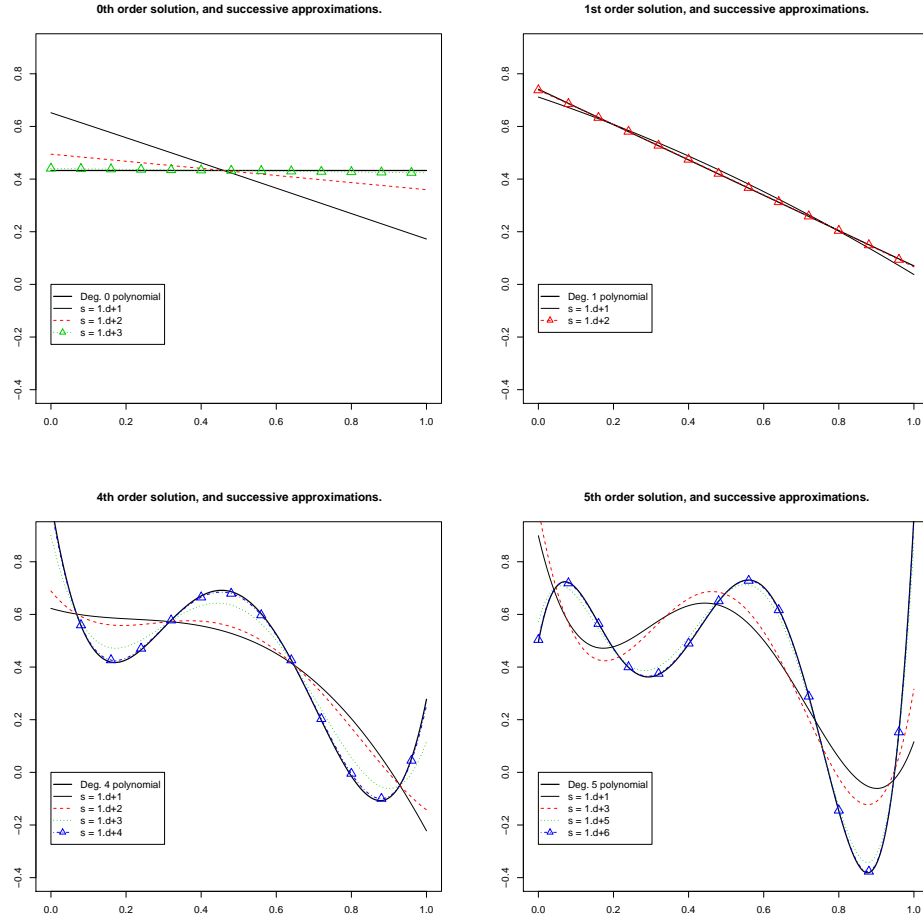 0th order solution, and successive approximations.
0.8
0.6
0.4
0.2
0.0
−0.2
−0.4
Deg. 0 polynomial
s = 1.d+1
s = 1.d+2
s = 1.d+3
0.0 0.2 0.4 0.6 0.8 1.0
1st order solution, and successive approximations.
0.8
0.6
0.4
0.2
0.0
−0.2
−0.4
Deg. 1 polynomial
s = 1.d+1
s = 1.d+2
0.0 0.2 0.4 0.6 0.8 1.0
4th order solution, and successive approximations.
0.8
0.6
0.4
0.2
0.0
−0.2
−0.4
Deg. 4 polynomial
s = 1.d+1
s = 1.d+2
s = 1.d+3
s = 1.d+4
0.0 0.2 0.4 0.6 0.8 1.0
5th order solution, and successive approximations.
0.8
0.6
0.4
0.2
0.0
−0.2
−0.4
Deg. 5 polynomial
s = 1.d+1
s = 1.d+3
s = 1.d+5
s = 1.d+6
0.0 0.2 0.4 0.6 0.8 1.0